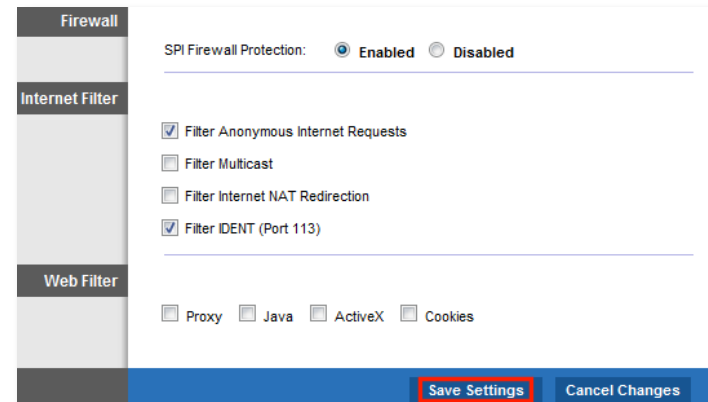 Firewall
SPI Firewall Protection: Enabled Disabled
Internet Filter
Filter Anonymous Internet Requests
Filter Multicast
Filter Internet NAT Redirection
Filter IDENT (Port 113)
Web Filter
Proxy Java ActiveX Cookies
Save Settings Cancel Changes